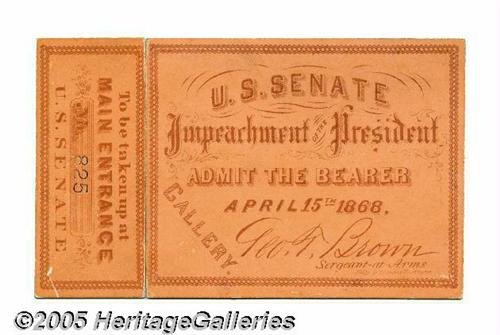 To be taken up at
MAIN ENTRANCE
No. 825
U.S. SENATE
U.S. SENATE
Impeachment OF THE President
ADMIT THE BEARER
APRIL 15TH 1868.
GALLERY.
Geo. T. Brown
Sergeant-at-Arms.
©2005 HeritageGalleries